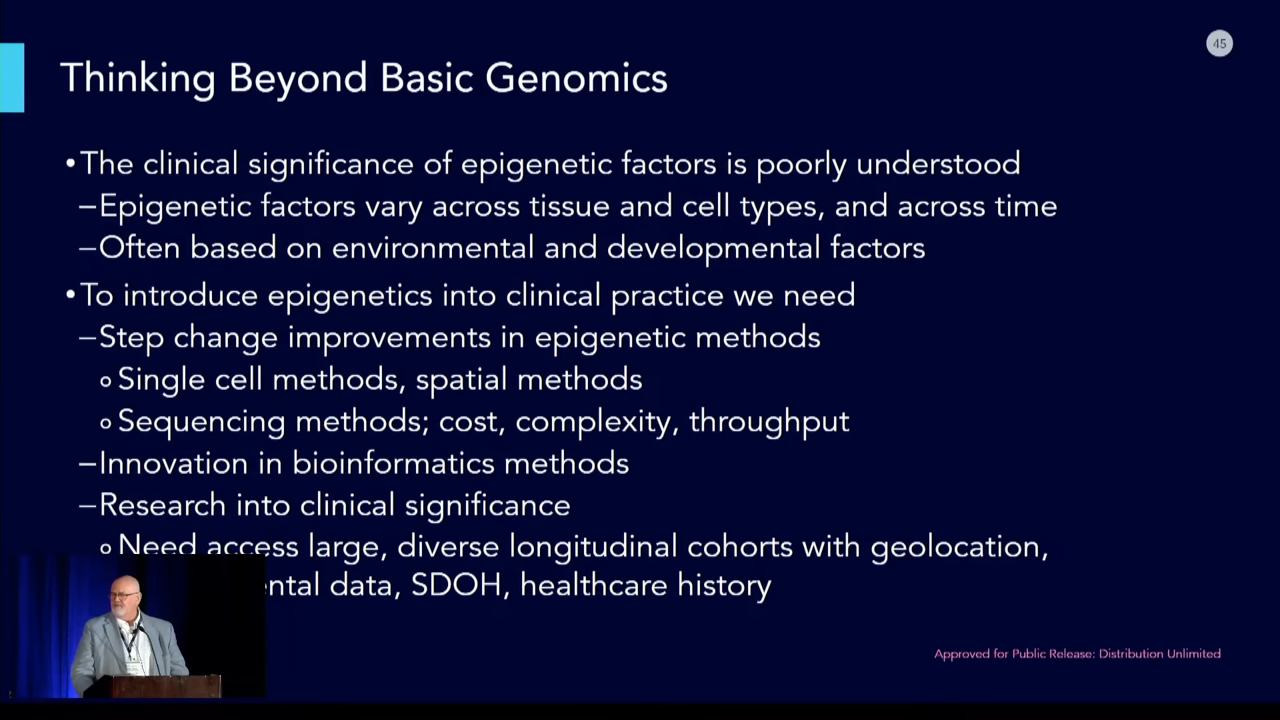 45
Thinking Beyond Basic Genomics
•The clinical significance of epigenetic factors is poorly understood
–Epigenetic factors vary across tissue and cell types, and across time
–Often based on environmental and developmental factors
•To introduce epigenetics into clinical practice we need
–Step change improvements in epigenetic methods
○Single cell methods, spatial methods
○Sequencing methods; cost, complexity, throughput
–Innovation in bioinformatics methods
–Research into clinical significance
○Need access large, diverse longitudinal cohorts with geolocation,
data, SDOH, healthcare history
Approved for Public Release: Distribution Unlimited